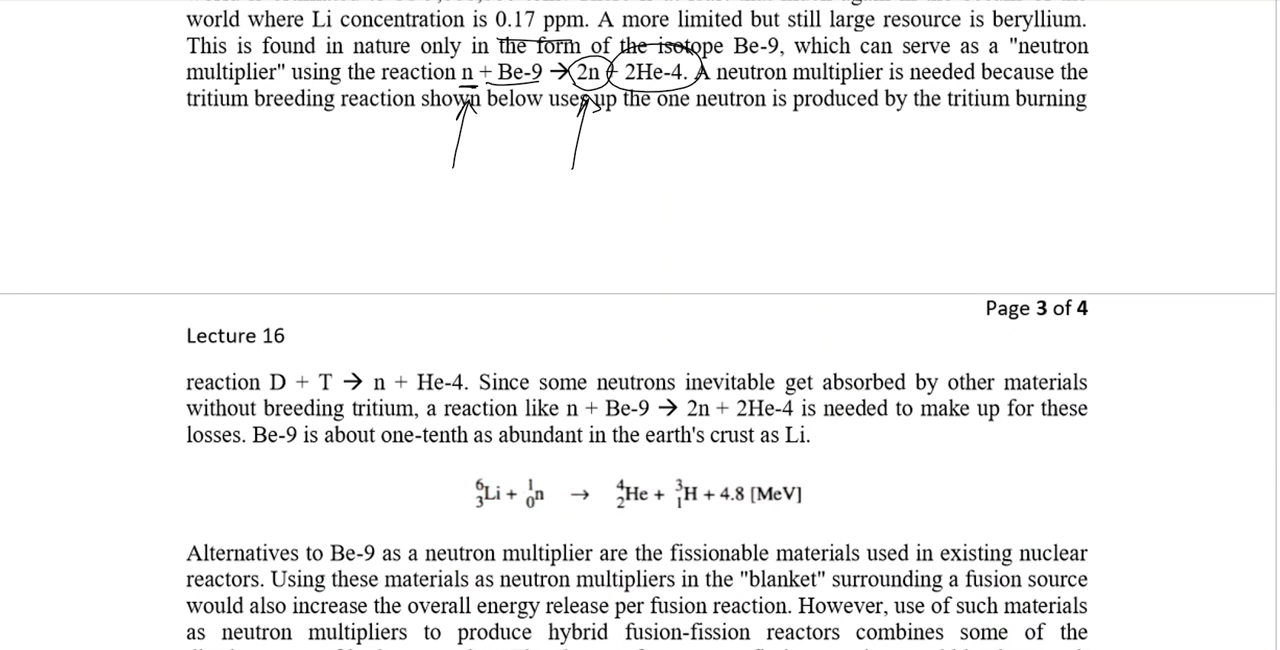 world where Li concentration is 0.17 ppm. A more limited but still large resource is beryllium.
This is found in nature only in the form of the isotope Be-9, which can serve as a "neutron
multiplier" using the reaction n + Be-9 → 2n + 2He-4. A neutron multiplier is needed because the
tritium breeding reaction shown below uses up the one neutron is produced by the tritium burning
Page 3 of 4
Lecture 16
reaction D + T → n + He-4. Since some neutrons inevitable get absorbed by other materials
without breeding tritium, a reaction like n + Be-9 → 2n + 2He-4 is needed to make up for these
losses. Be-9 is about one-tenth as abundant in the earth's crust as Li.
⁶₃Li + ¹₀n → ⁴₂He + ³₁H + 4.8 [MeV]
Alternatives to Be-9 as a neutron multiplier are the fissionable materials used in existing nuclear
reactors. Using these materials as neutron multipliers in the "blanket" surrounding a fusion source
would also increase the overall energy release per fusion reaction. However, use of such materials
as neutron multipliers to produce hybrid fusion-fission reactors combines some of the